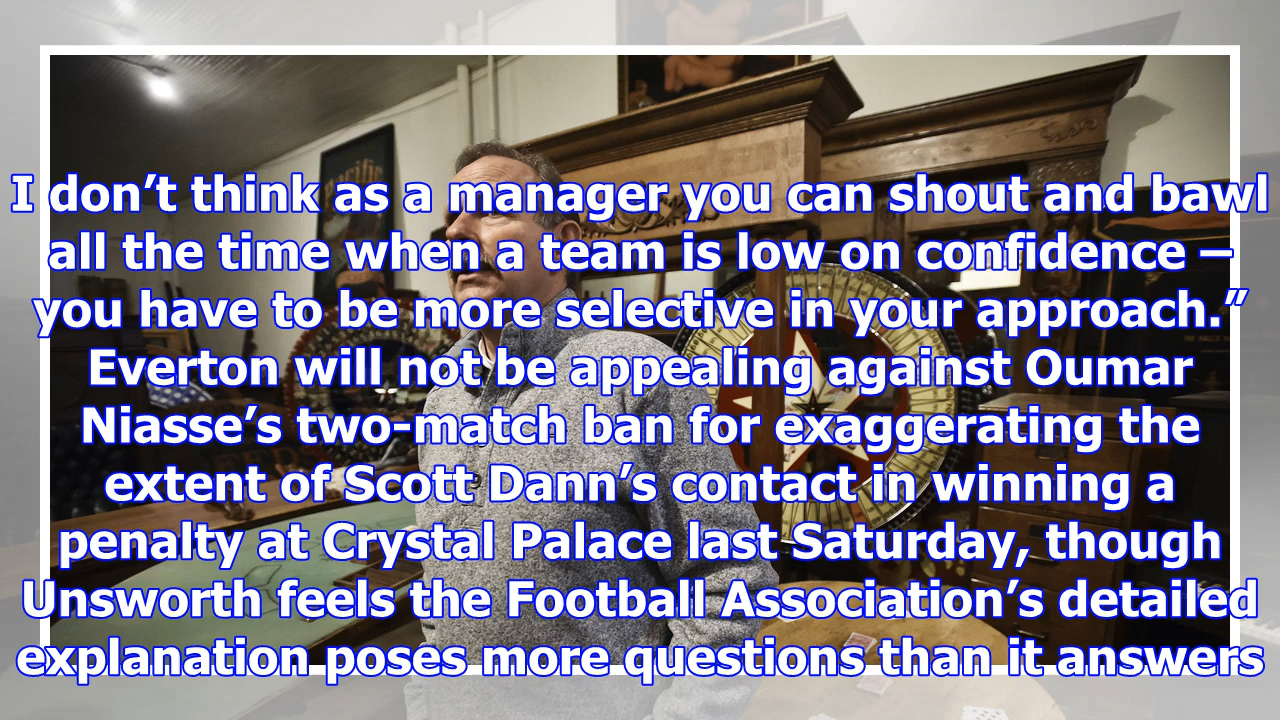 Pacific
I don’t think as a manager you can shout and bawl
all the time when a team is low on confidence –
you have to be more selective in your approach.”
Everton will not be appealing against Oumar
Niasse’s two-match ban for exaggerating the
extent of Scott Dann’s contact in winning a
penalty at Crystal Palace last Saturday, though
Unsworth feels the Football Association’s detailed
explanation poses more questions than it answers